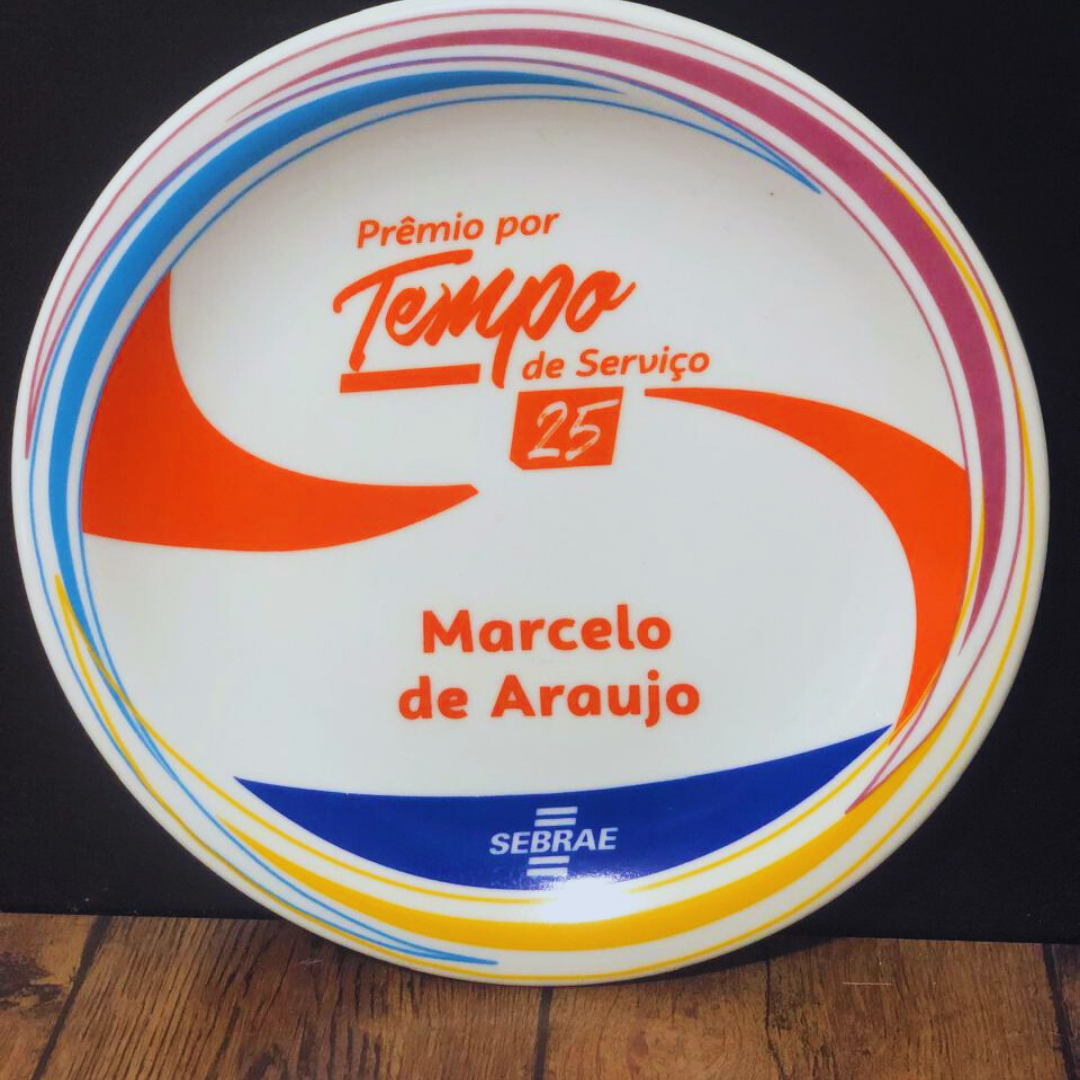 Prêmio por
Tempo
de Serviço
25
Marcelo
de Araujo
SEBRAE